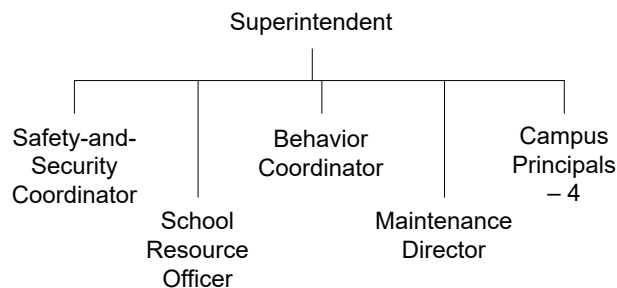 Superintendent
Safety-and-
Security
Coordinator
School
Resource
Officer
Behavior
Coordinator
Maintenance
Director
Campus
Principals
– 4